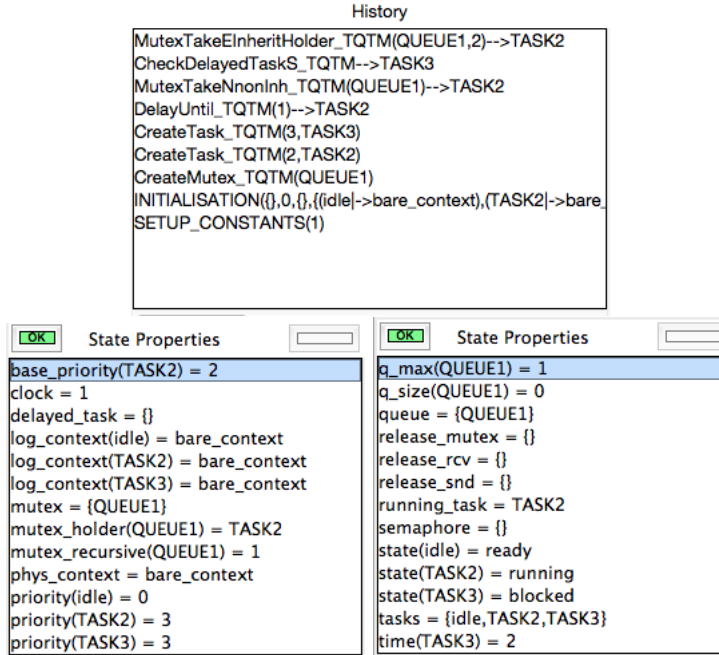 History
MutexTakeEInheritHolder_TQTM(QUEUE1,2)-->TASK2
CheckDelayedTaskS_TQTM-->TASK3
MutexTakeNnonInh_TQTM(QUEUE1)-->TASK2
DelayUntil_TQTM(1)-->TASK2
CreateTask_TQTM(3,TASK3)
CreateTask_TQTM(2,TASK2)
CreateMutex_TQTM(QUEUE1)
INITIALISATION({},0,{},{(idle|->bare_context),(TASK2|->bare_
SETUP_CONSTANTS(1)
OK State Properties
base_priority(TASK2) = 2
clock = 1
delayed_task = {}
log_context(idle) = bare_context
log_context(TASK2) = bare_context
log_context(TASK3) = bare_context
mutex = {QUEUE1}
mutex_holder(QUEUE1) = TASK2
mutex_recursive(QUEUE1) = 1
phys_context = bare_context
priority(idle) = 0
priority(TASK2) = 3
priority(TASK3) = 3
OK State Properties
q_max(QUEUE1) = 1
q_size(QUEUE1) = 0
queue = {QUEUE1}
release_mutex = {}
release_rcv = {}
release_snd = {}
running_task = TASK2
semaphore = {}
state(idle) = ready
state(TASK2) = running
state(TASK3) = blocked
tasks = {idle,TASK2,TASK3}
time(TASK3) = 2